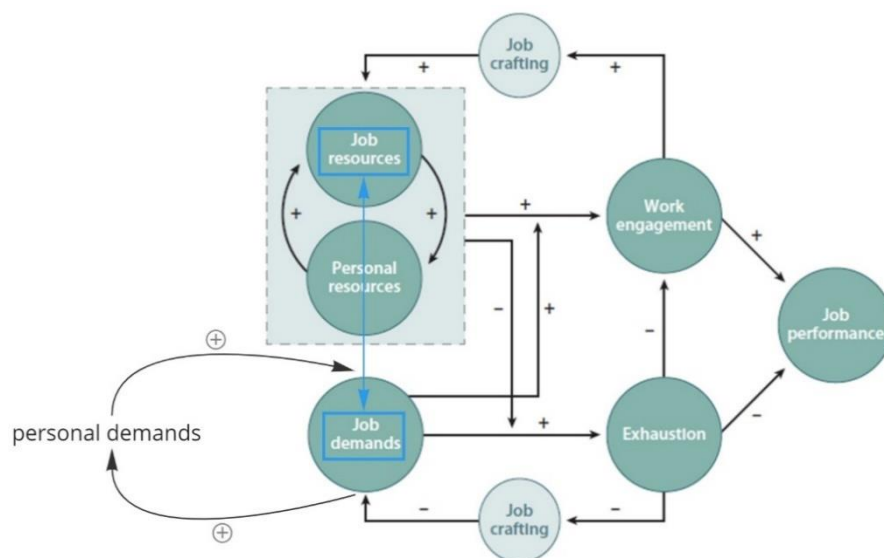 Job
crafting
+
+
Job
resources
+
+
+
Work
engagement
+
Personal
resources
−
+
−
Job
performance
⊕
personal demands
Job
demands
+
Exhaustion
−
⊕
−
−
Job
crafting